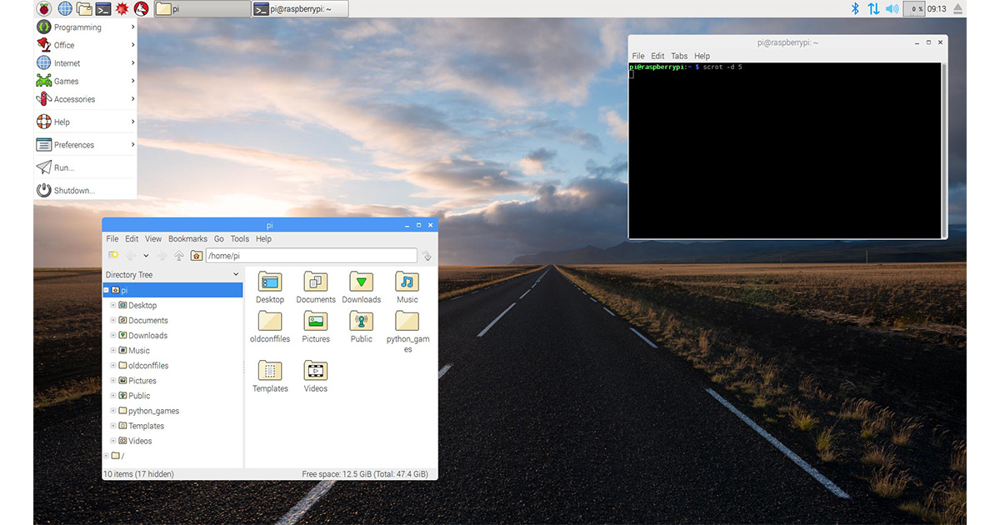 pi
pi@raspberrypi: ~
0 %
09:13
Programming
Office
Internet
Games
Accessories
Help
Preferences
Run...
Shutdown...
pi@raspberrypi: ~
File Edit Tabs Help
pi@raspberrypi:~ $ scrot -d 5
pi
File Edit View Bookmarks Go Tools Help
/home/pi
Directory Tree
pi
Desktop
Documents
Downloads
Music
oldconffiles
Pictures
Public
python_games
Templates
Videos
/
Desktop Documents Downloads Music
oldconffiles Pictures Public python_gam
es
Templates Videos
10 items (17 hidden) Free space: 12.5 GiB (Total: 47.4 GiB)